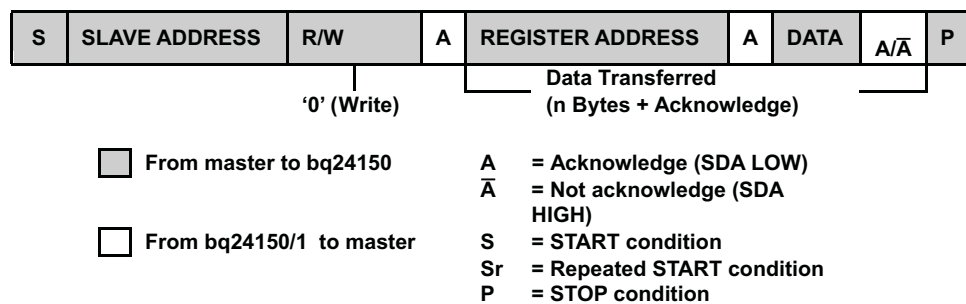 S SLAVE ADDRESS R/W A REGISTER ADDRESS A DATA A/A̅ P
Data Transferred
‘0’ (Write) (n Bytes + Acknowledge)
From master to bq24150 A = Acknowledge (SDA LOW)
A̅ = Not acknowledge (SDA
HIGH)
From bq24150/1 to master S = START condition
Sr = Repeated START condition
P = STOP condition